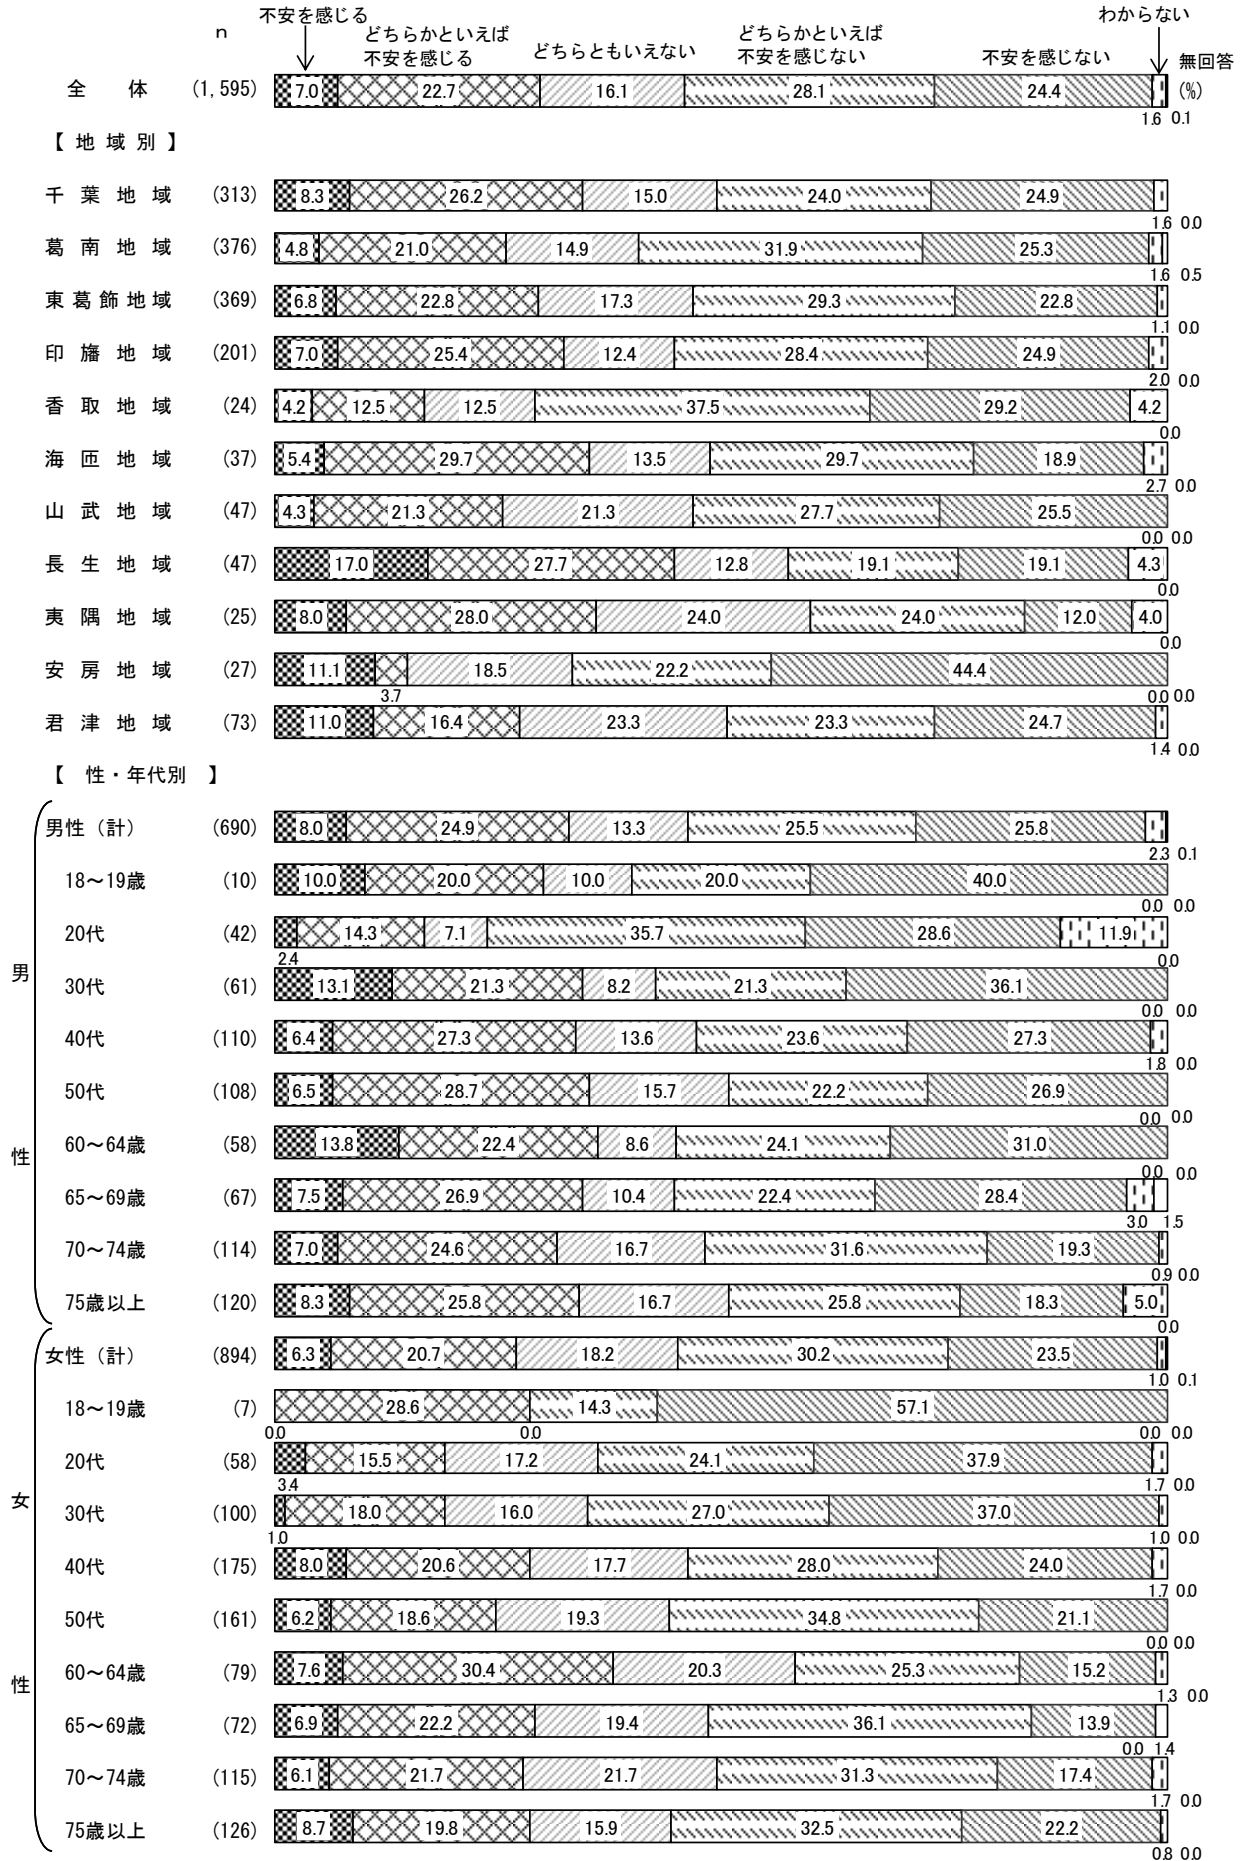 不安を感じる
わからない
n
どちらかといえば
不安を感じる
どちらともいえない
どちらかといえば
不安を感じない
不安を感じない
無回答
全 体 (1,595) 7.0 22.7 16.1 28.1 24.4 (%)
1.6 0.1
【 地 域 別 】
千 葉 地 域 (313) 8.3 26.2 15.0 24.0 24.9
1.6 0.0
葛 南 地 域 (376) 4.8 21.0 14.9 31.9 25.3
1.6 0.5
東 葛 飾 地 域 (369) 6.8 22.8 17.3 29.3 22.8
1.1 0.0
印 旛 地 域 (201) 7.0 25.4 12.4 28.4 24.9
2.0 0.0
香 取 地 域 (24) 4.2 12.5 12.5 37.5 29.2 4.2
0.0
海 匝 地 域 (37) 5.4 29.7 13.5 29.7 18.9
2.7 0.0
山 武 地 域 (47) 4.3 21.3 21.3 27.7 25.5
0.0 0.0
長 生 地 域 (47) 17.0 27.7 12.8 19.1 19.1 4.3
0.0
夷 隅 地 域 (25) 8.0 28.0 24.0 24.0 12.0 4.0
0.0
安 房 地 域 (27) 11.1 18.5 22.2 44.4
3.7 0.0 0.0
君 津 地 域 (73) 11.0 16.4 23.3 23.3 24.7
1.4 0.0
【 性・年代別 】
男性（計） (690) 8.0 24.9 13.3 25.5 25.8
2.3 0.1
18～19歳 (10) 10.0 20.0 10.0 20.0 40.0
0.0 0.0
20代 (42) 14.3 7.1 35.7 28.6 11.9
2.4 0.0
男
30代 (61) 13.1 21.3 8.2 21.3 36.1
0.0 0.0
40代 (110) 6.4 27.3 13.6 23.6 27.3
1.8 0.0
50代 (108) 6.5 28.7 15.7 22.2 26.9
0.0 0.0
60～64歳 (58) 13.8 22.4 8.6 24.1 31.0
性
0.0 0.0
65～69歳 (67) 7.5 26.9 10.4 22.4 28.4
3.0 1.5
70～74歳 (114) 7.0 24.6 16.7 31.6 19.3
0.9 0.0
75歳以上 (120) 8.3 25.8 16.7 25.8 18.3 5.0
0.0
女性（計） (894) 6.3 20.7 18.2 30.2 23.5
1.0 0.1
18～19歳 (7) 28.6 14.3 57.1
0.0 0.0 0.0 0.0
20代 (58) 15.5 17.2 24.1 37.9
3.4 1.7 0.0
女
30代 (100) 18.0 16.0 27.0 37.0
1.0 1.0 0.0
40代 (175) 8.0 20.6 17.7 28.0 24.0
1.7 0.0
50代 (161) 6.2 18.6 19.3 34.8 21.1
0.0 0.0
60～64歳 (79) 7.6 30.4 20.3 25.3 15.2
性
1.3 0.0
65～69歳 (72) 6.9 22.2 19.4 36.1 13.9
0.0 1.4
70～74歳 (115) 6.1 21.7 21.7 31.3 17.4
1.7 0.0
75歳以上 (126) 8.7 19.8 15.9 32.5 22.2
0.8 0.0